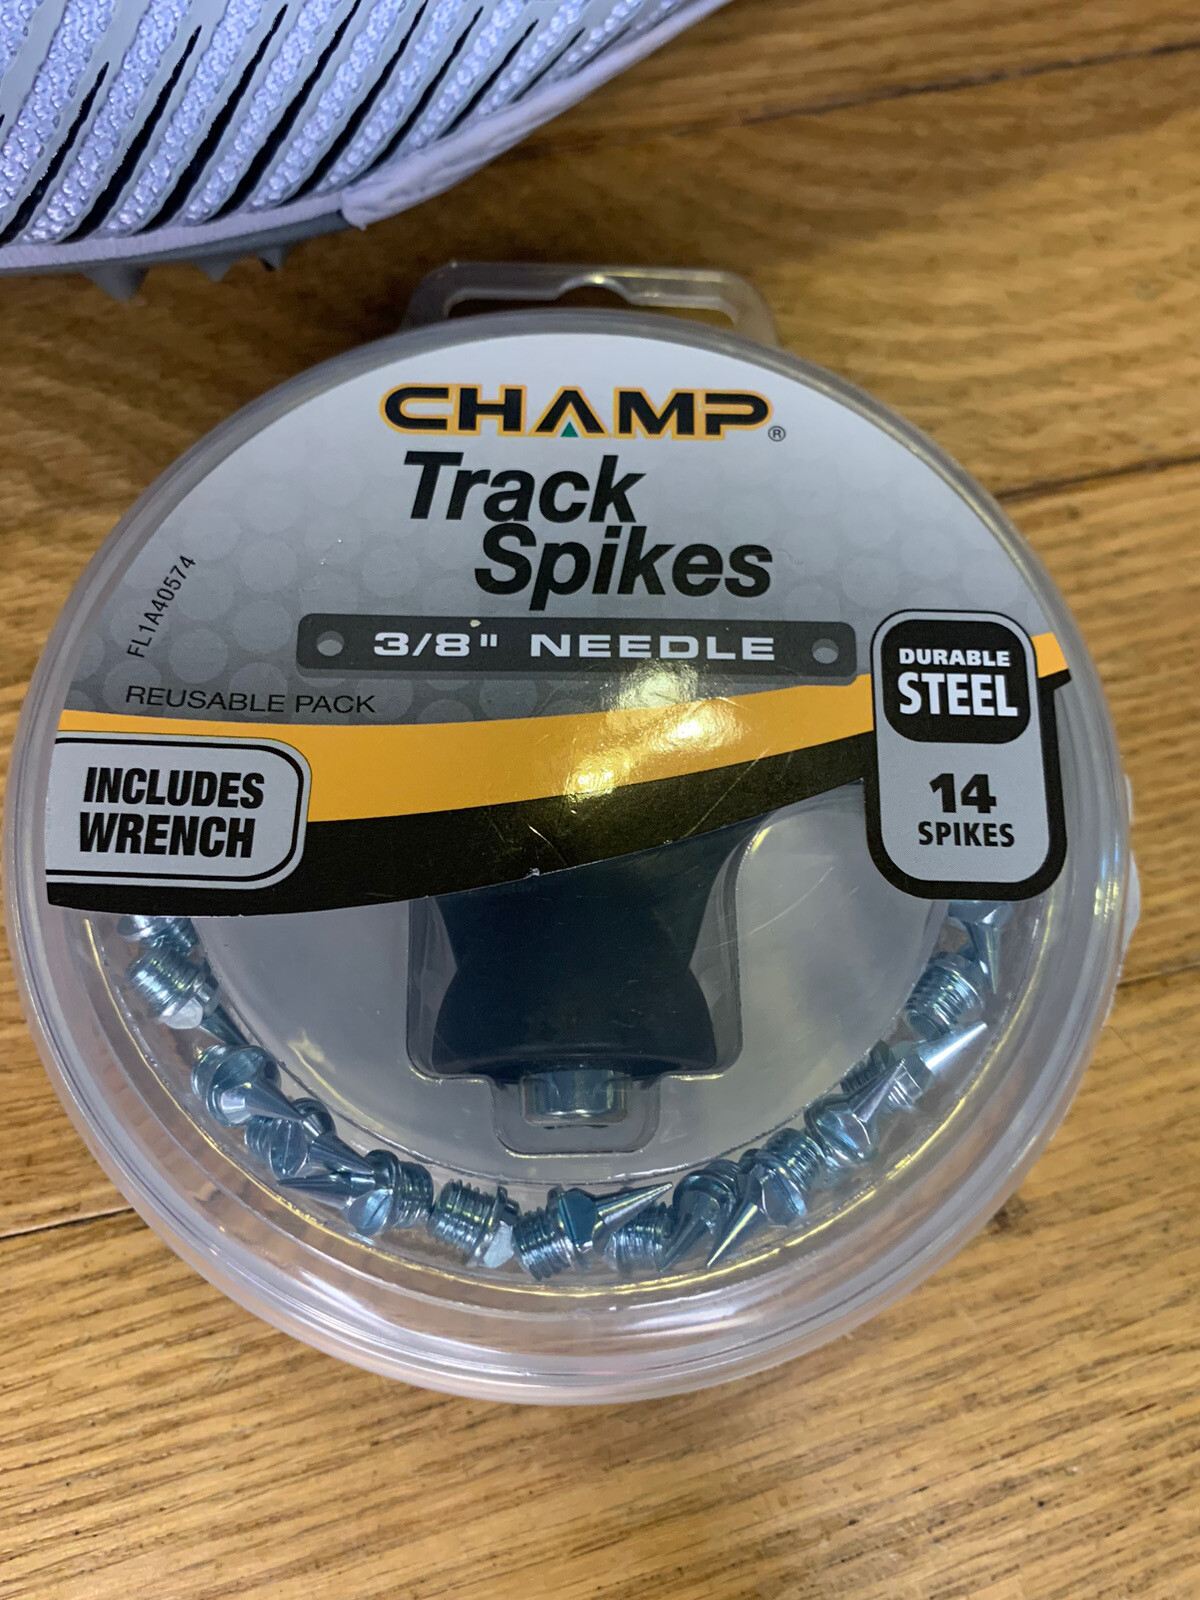 CHAMP®
Track
Spikes
3/8" NEEDLE
FL1A40574
REUSABLE PACK
INCLUDES
WRENCH
DURABLE
STEEL
14
SPIKES